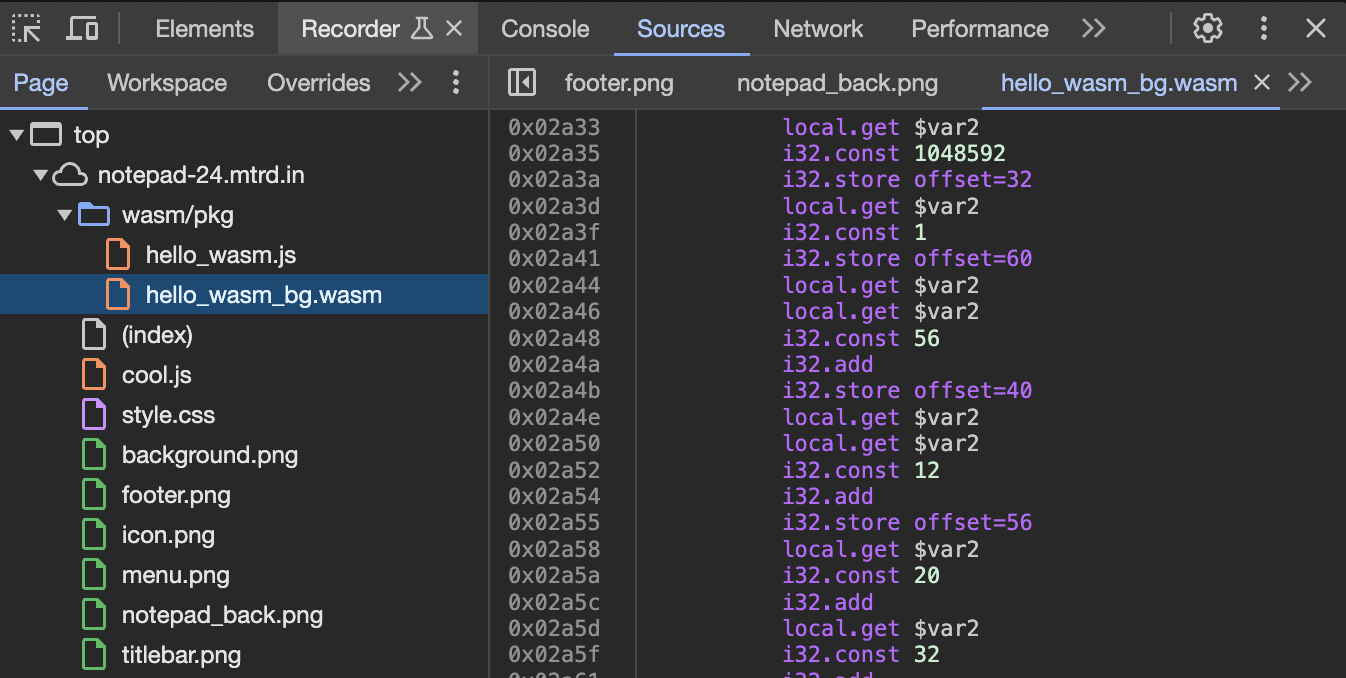 Elements Recorder Console Sources Network Performance
Page Workspace Overrides
footer.png notepad_back.png hello_wasm_bg.wasm
top
notepad-24.mtrd.in
wasm/pkg
hello_wasm.js
hello_wasm_bg.wasm
(index)
cool.js
style.css
background.png
footer.png
icon.png
menu.png
notepad_back.png
titlebar.png
0x02a33 local.get $var2
0x02a35 i32.const 1048592
0x02a3a i32.store offset=32
0x02a3d local.get $var2
0x02a3f i32.const 1
0x02a41 i32.store offset=60
0x02a44 local.get $var2
0x02a46 local.get $var2
0x02a48 i32.const 56
0x02a4a i32.add
0x02a4b i32.store offset=40
0x02a4e local.get $var2
0x02a50 local.get $var2
0x02a52 i32.const 12
0x02a54 i32.add
0x02a55 i32.store offset=56
0x02a58 local.get $var2
0x02a5a i32.const 20
0x02a5c i32.add
0x02a5d local.get $var2
0x02a5f i32.const 32
0x02a61 i32.add